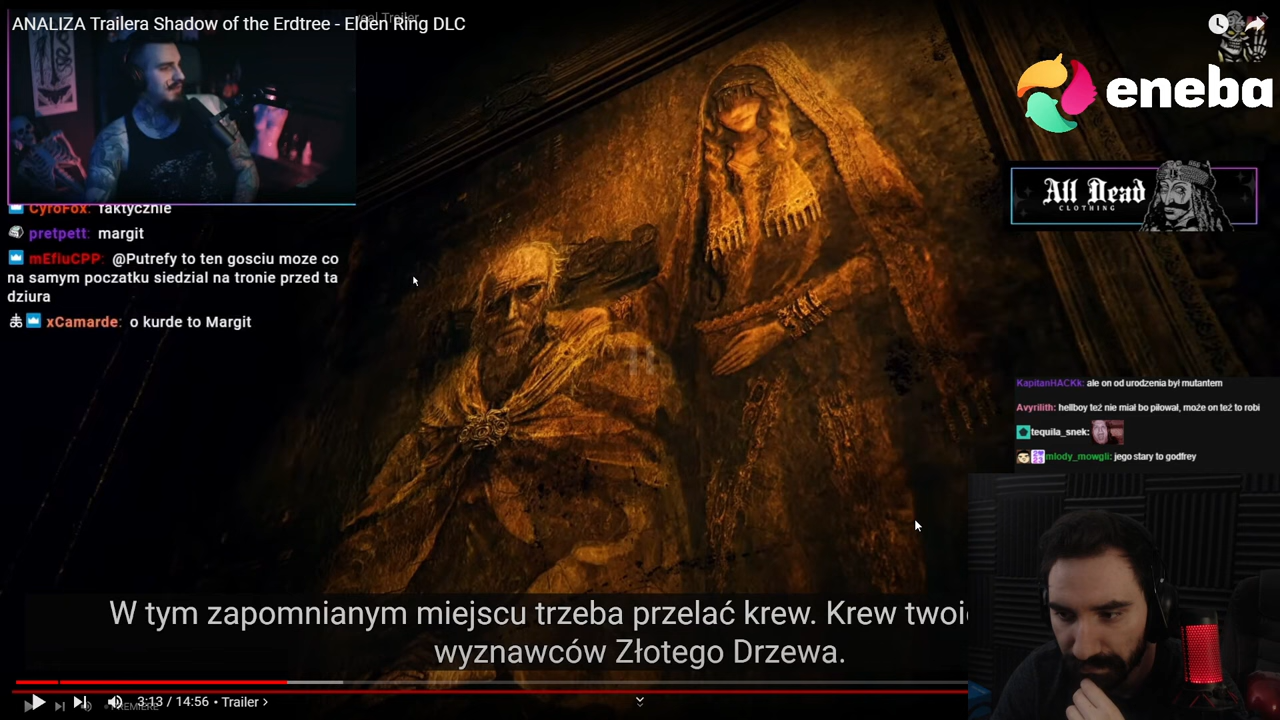 ANALIZA Trailera Shadow of the Erdtree - Elden Ring DLC
Trailer
eneba
All Dead
CLOTHING
CyroFox: faktycznie
pretpett: margit
mEfluCPP: @Putrefy to ten gosciu moze co
na samym poczatku siedzial na tronie przed ta
dziura
xCamarde: o kurde to Margit
KapitanHACKk: ale on od urodzenia był mutantem
Avyrilith: hellboy też nie miał bo piłował, może on też to robi
tequila_snek:
mlody_mowgli: jego stary to godfrey
W tym zapomnianym miejscu trzeba przelać krew. Krew
wyznawców Złotego Drzewa.
3:13 / 14:56 • Trailer >
PREMIERE